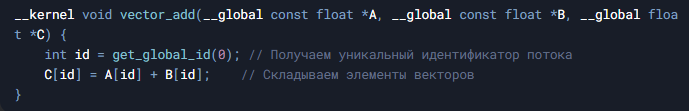 __kernel void vector_add(__global const float *A, __global const float *B, __global floa
t *C) {
    int id = get_global_id(0); // Получаем уникальный идентификатор потока
    C[id] = A[id] + B[id];    // Складываем элементы векторов
}